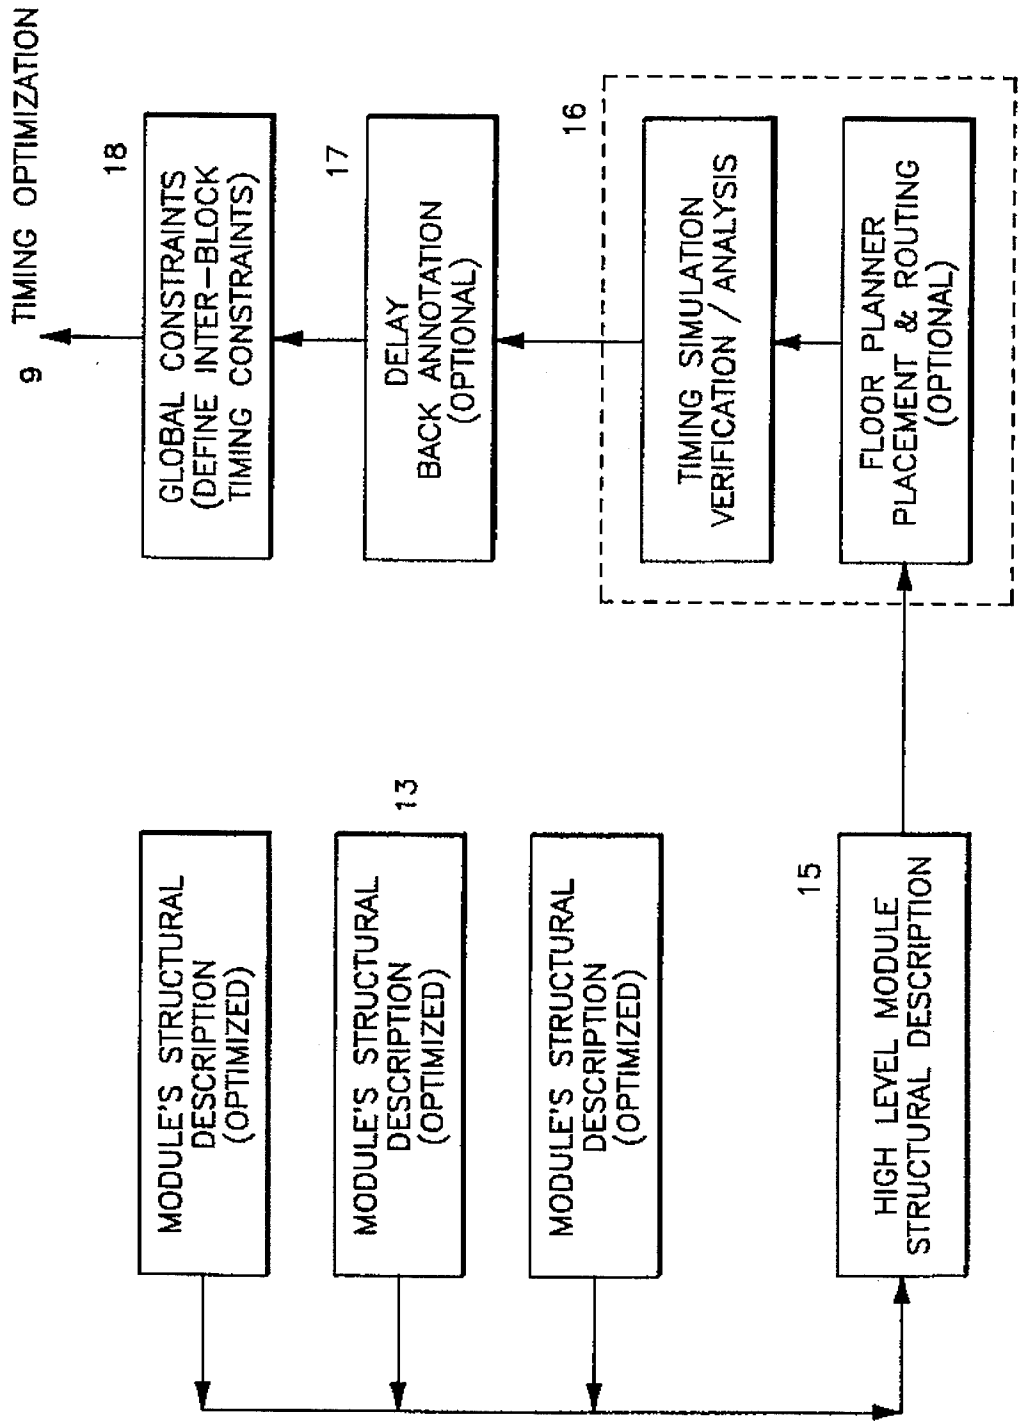 MODULE'S STRUCTURAL
DESCRIPTION
(OPTIMIZED)
MODULE'S STRUCTURAL
DESCRIPTION
(OPTIMIZED)
13
MODULE'S STRUCTURAL
DESCRIPTION
(OPTIMIZED)
15
HIGH LEVEL MODULE
STRUCTURAL DESCRIPTION
16
FLOOR PLANNER
PLACEMENT & ROUTING
(OPTIONAL)
TIMING SIMULATION
VERIFICATION / ANALYSIS
17
DELAY
BACK ANNOTATION
(OPTIONAL)
18
GLOBAL CONSTRAINTS
(DEFINE INTER-BLOCK
TIMING CONSTRAINTS)
9 TIMING OPTIMIZATION